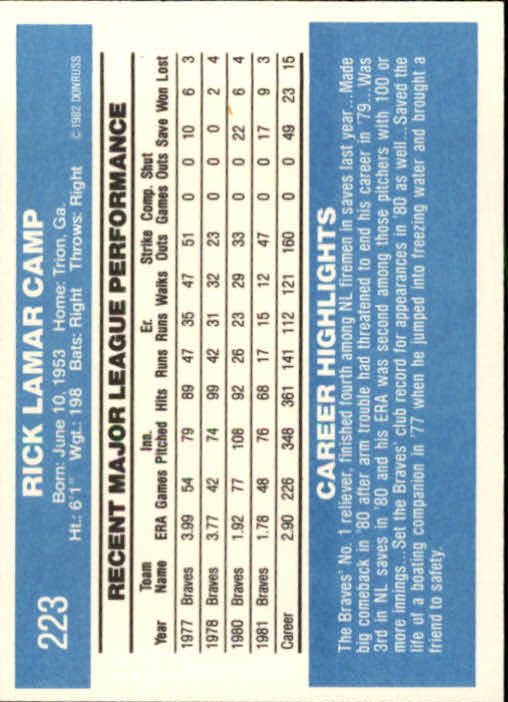 223
RICK LAMAR CAMP
Born: June 10, 1953 Home: Trion, Ga.
Ht.: 6'1" Wgt.: 198 Bats: Right Throws: Right
© 1982 DONRUSS
RECENT MAJOR LEAGUE PERFORMANCE
Team Inn. Er. Strike Comp. Shut
Year Name ERA Games Pitched Hits Runs Runs Walks Outs Games Outs Save Won Lost
1977 Braves 3.99 54 79 89 47 35 47 51 0 0 10 6 3
1978 Braves 3.77 42 74 99 42 31 32 23 0 0 0 2 4
1980 Braves 1.92 77 108 92 26 23 29 33 0 0 22 6 4
1981 Braves 1.78 48 76 68 17 15 12 47 0 0 17 9 3
Career 2.90 226 348 361 141 112 121 160 0 0 49 23 15
CAREER HIGHLIGHTS
The Braves' No. 1 reliever, finished fourth among NL firemen in saves last year...Made
big comeback in '80 after arm trouble had threatened to end his career in '79...Was
3rd in NL saves in '80 and his ERA was second among those pitchers with 100 or
more innings...Set the Braves' club record for appearances in '80 as well...Saved the
life of a boating companion in '77 when he jumped into freezing water and brought a
friend to safety.